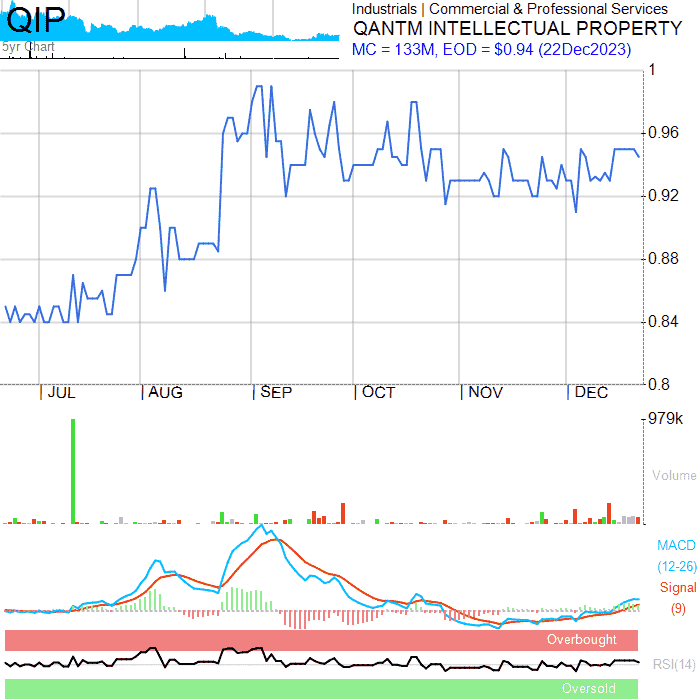 QIP
5yr Chart
Industrials | Commercial & Professional Services
QANTM INTELLECTUAL PROPERTY
MC = 133M, EOD = $0.94 (22Dec2023)
1
0.96
0.92
0.88
0.84
0.8
JUL AUG SEP OCT NOV DEC
979k
Volume
MACD
(12-26)
Signal
(9)
Overbought
RSI(14)
Oversold